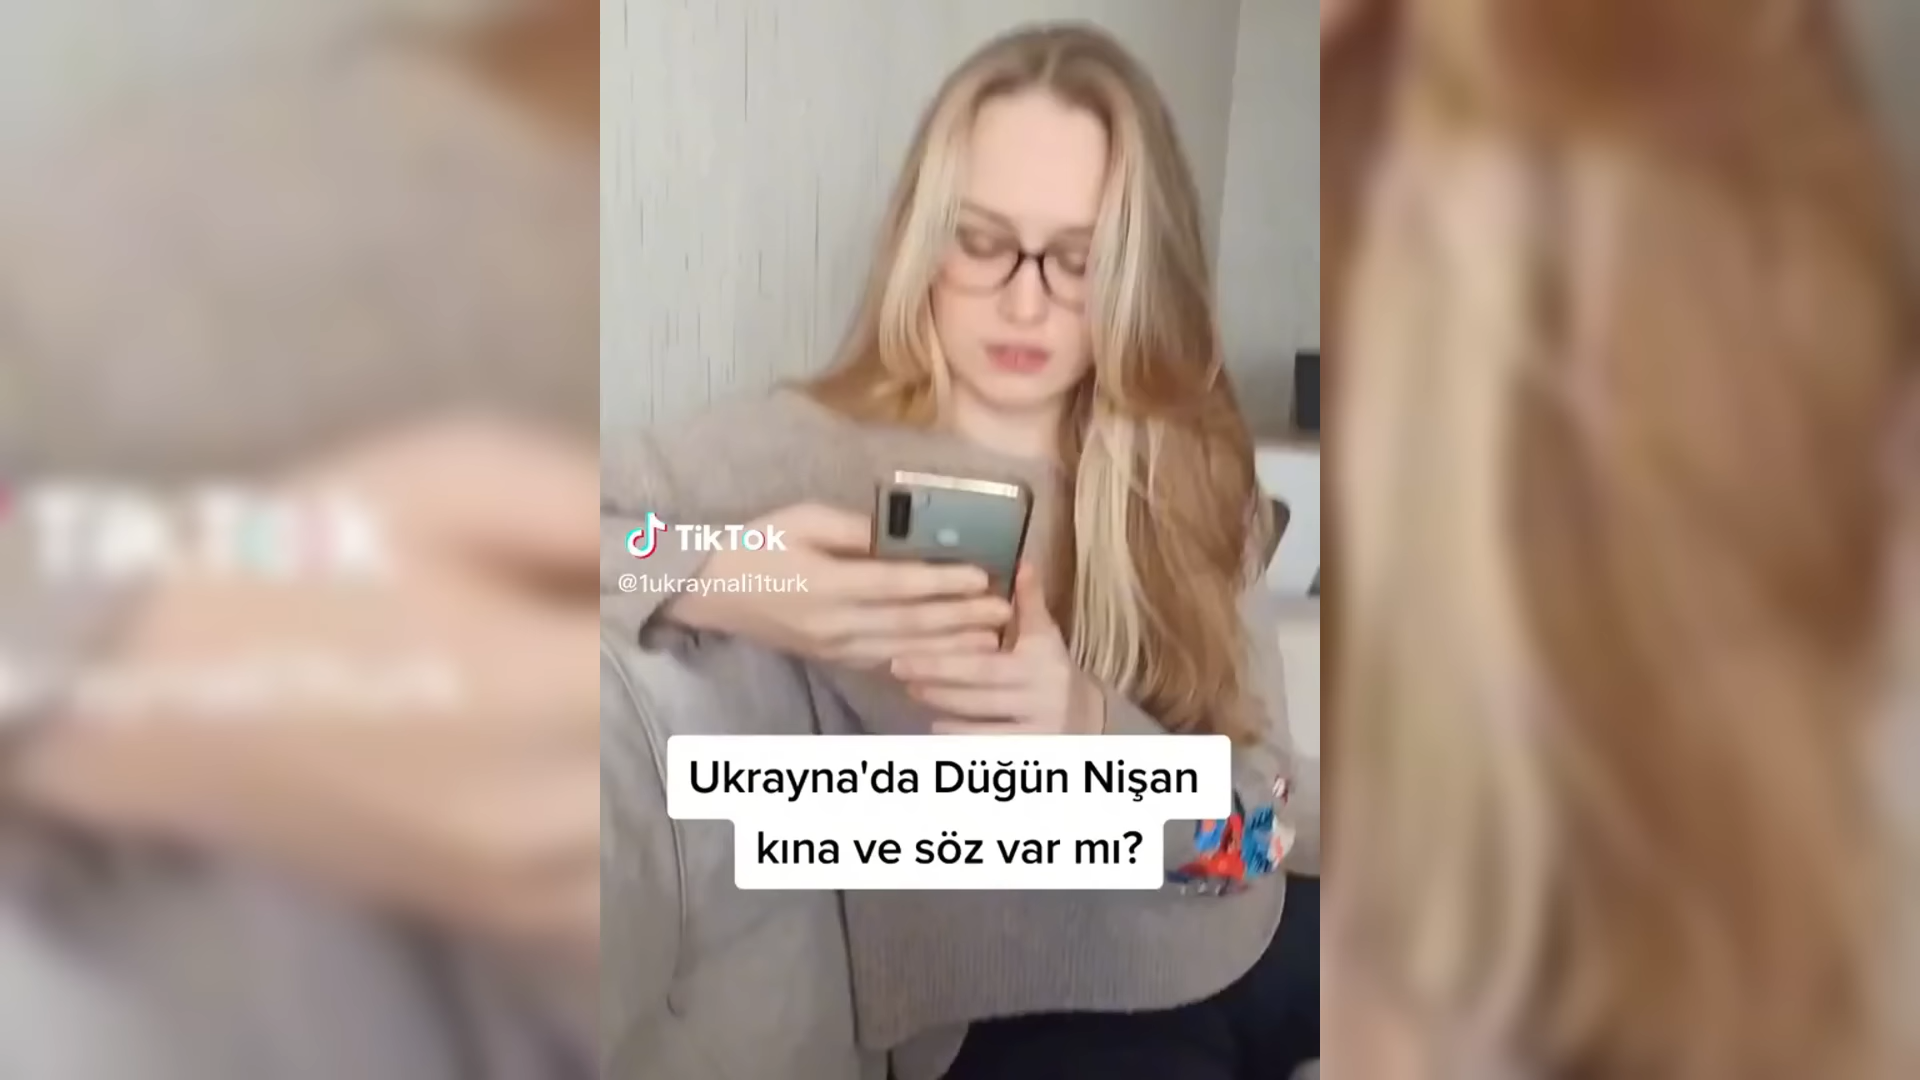 TikTok
@1ukraynali1turk
Ukrayna'da Düğün Nişan
kına ve söz var mı?